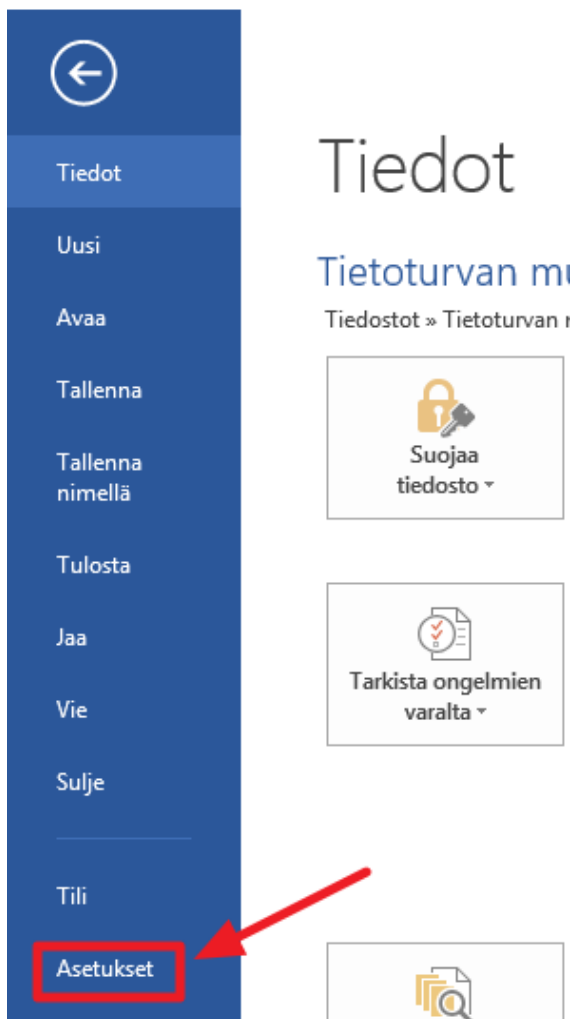 Tiedot
Uusi
Avaa
Tallenna
Tallenna
nimellä
Tulosta
Jaa
Vie
Sulje
Tili
Asetukset
Tiedot
Tietoturvan
Tiedostot » Tietoturvan
Suojaa
tiedosto
Tarkista ongelmien
varalta